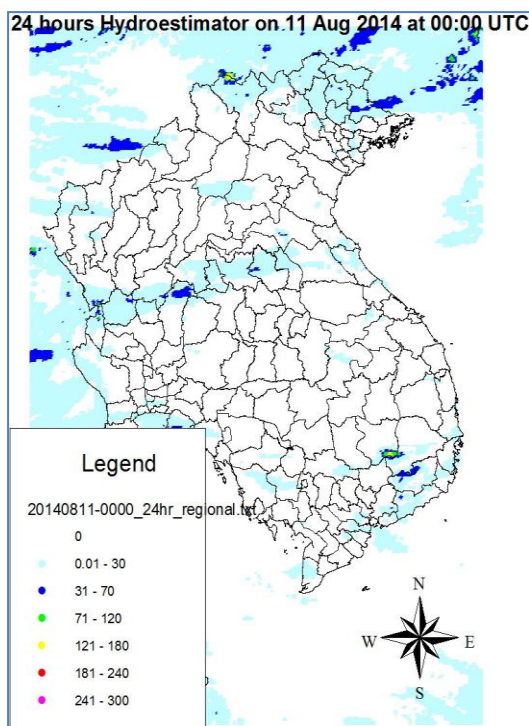 24 hours Hydroestimator on 11 Aug 2014 at 00:00 UTC
Legend
20140811-0000_24hr_regional.txt
0
0.01 - 30
31 - 70
71 - 120
121 - 180
181 - 240
241 - 300
N
W E
S